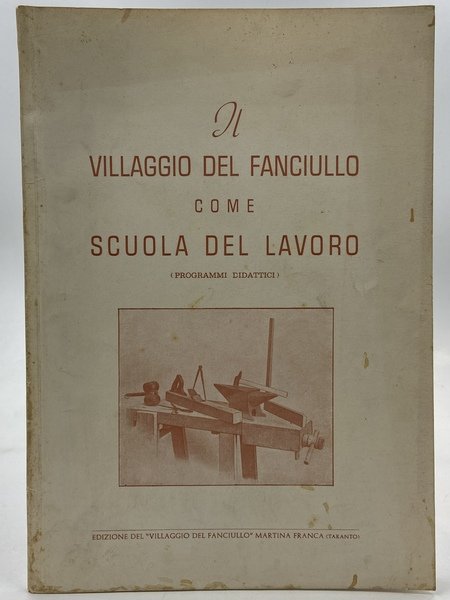 Il
VILLAGGIO DEL FANCIULLO
COME
SCUOLA DEL LAVORO
(PROGRAMMI DIDATTICI)
EDIZIONE DEL "VILLAGGIO DEL FANCIULLO" MARTINA FRANCA (TARANTO)